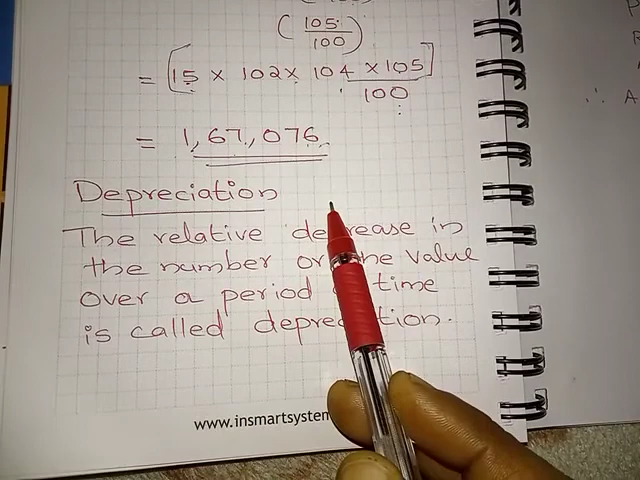 ( 105/100 )
= [15 × 102 × 104 × 105]/100
= 1,67,076.
Depreciation
The relative decrease in
the number or the value
over a period time
is called depreciation.
www.insmartsystem
∴ A